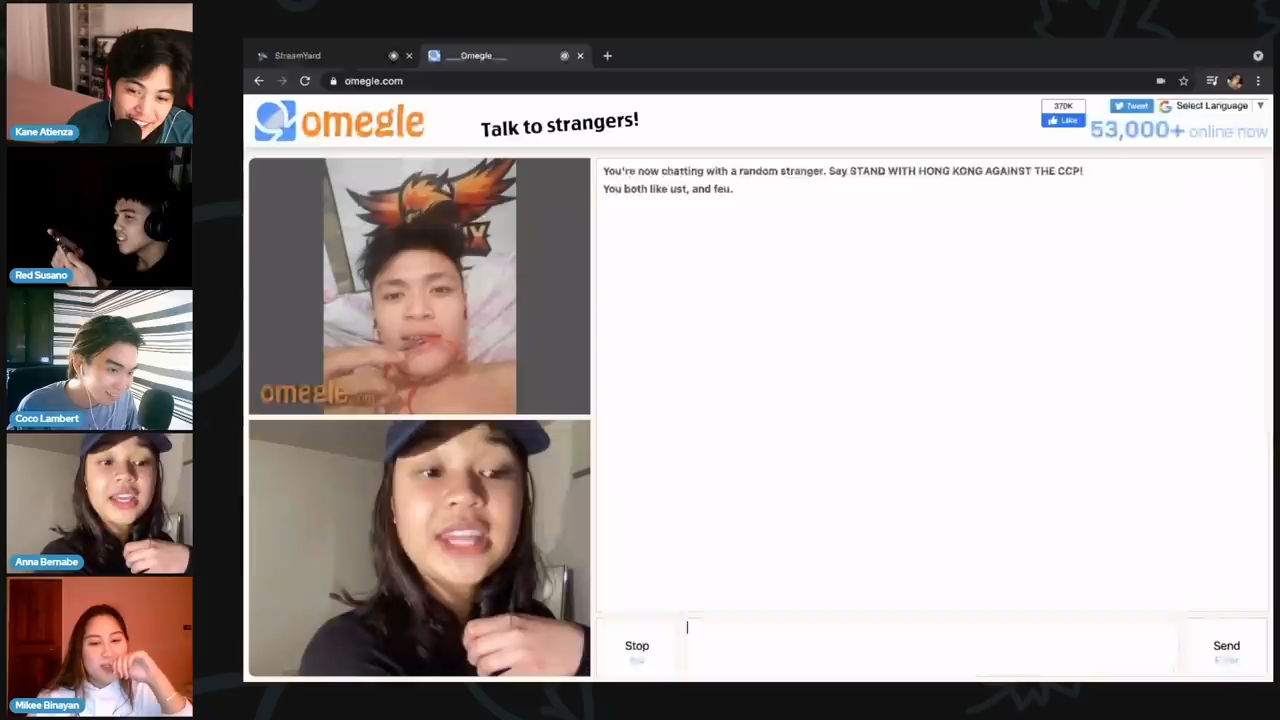 Kane Atienza
Red Susano
Coco Lambert
Anna Bernabe
Mikee Binayan
StreamYard
Omegle
omegle.com
omegle
Talk to strangers!
370K
Like
Tweet
Select Language
53,000+ online now
You're now chatting with a random stranger. Say STAND WITH HONG KONG AGAINST THE CCP!
You both like ust, and feu.
omegle
Stop
Send